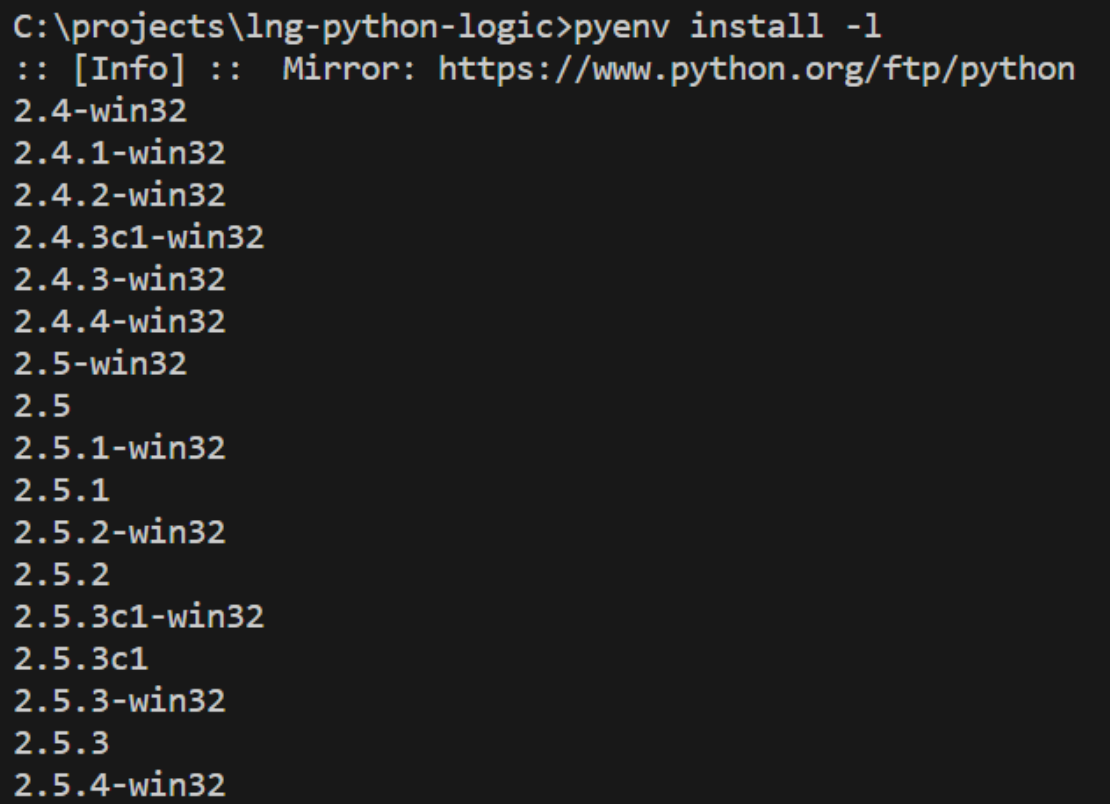 C:\projects\lng-python-logic>pyenv install -l
:: [Info] ::  Mirror: https://www.python.org/ftp/python
2.4-win32
2.4.1-win32
2.4.2-win32
2.4.3c1-win32
2.4.3-win32
2.4.4-win32
2.5-win32
2.5
2.5.1-win32
2.5.1
2.5.2-win32
2.5.2
2.5.3c1-win32
2.5.3c1
2.5.3-win32
2.5.3
2.5.4-win32